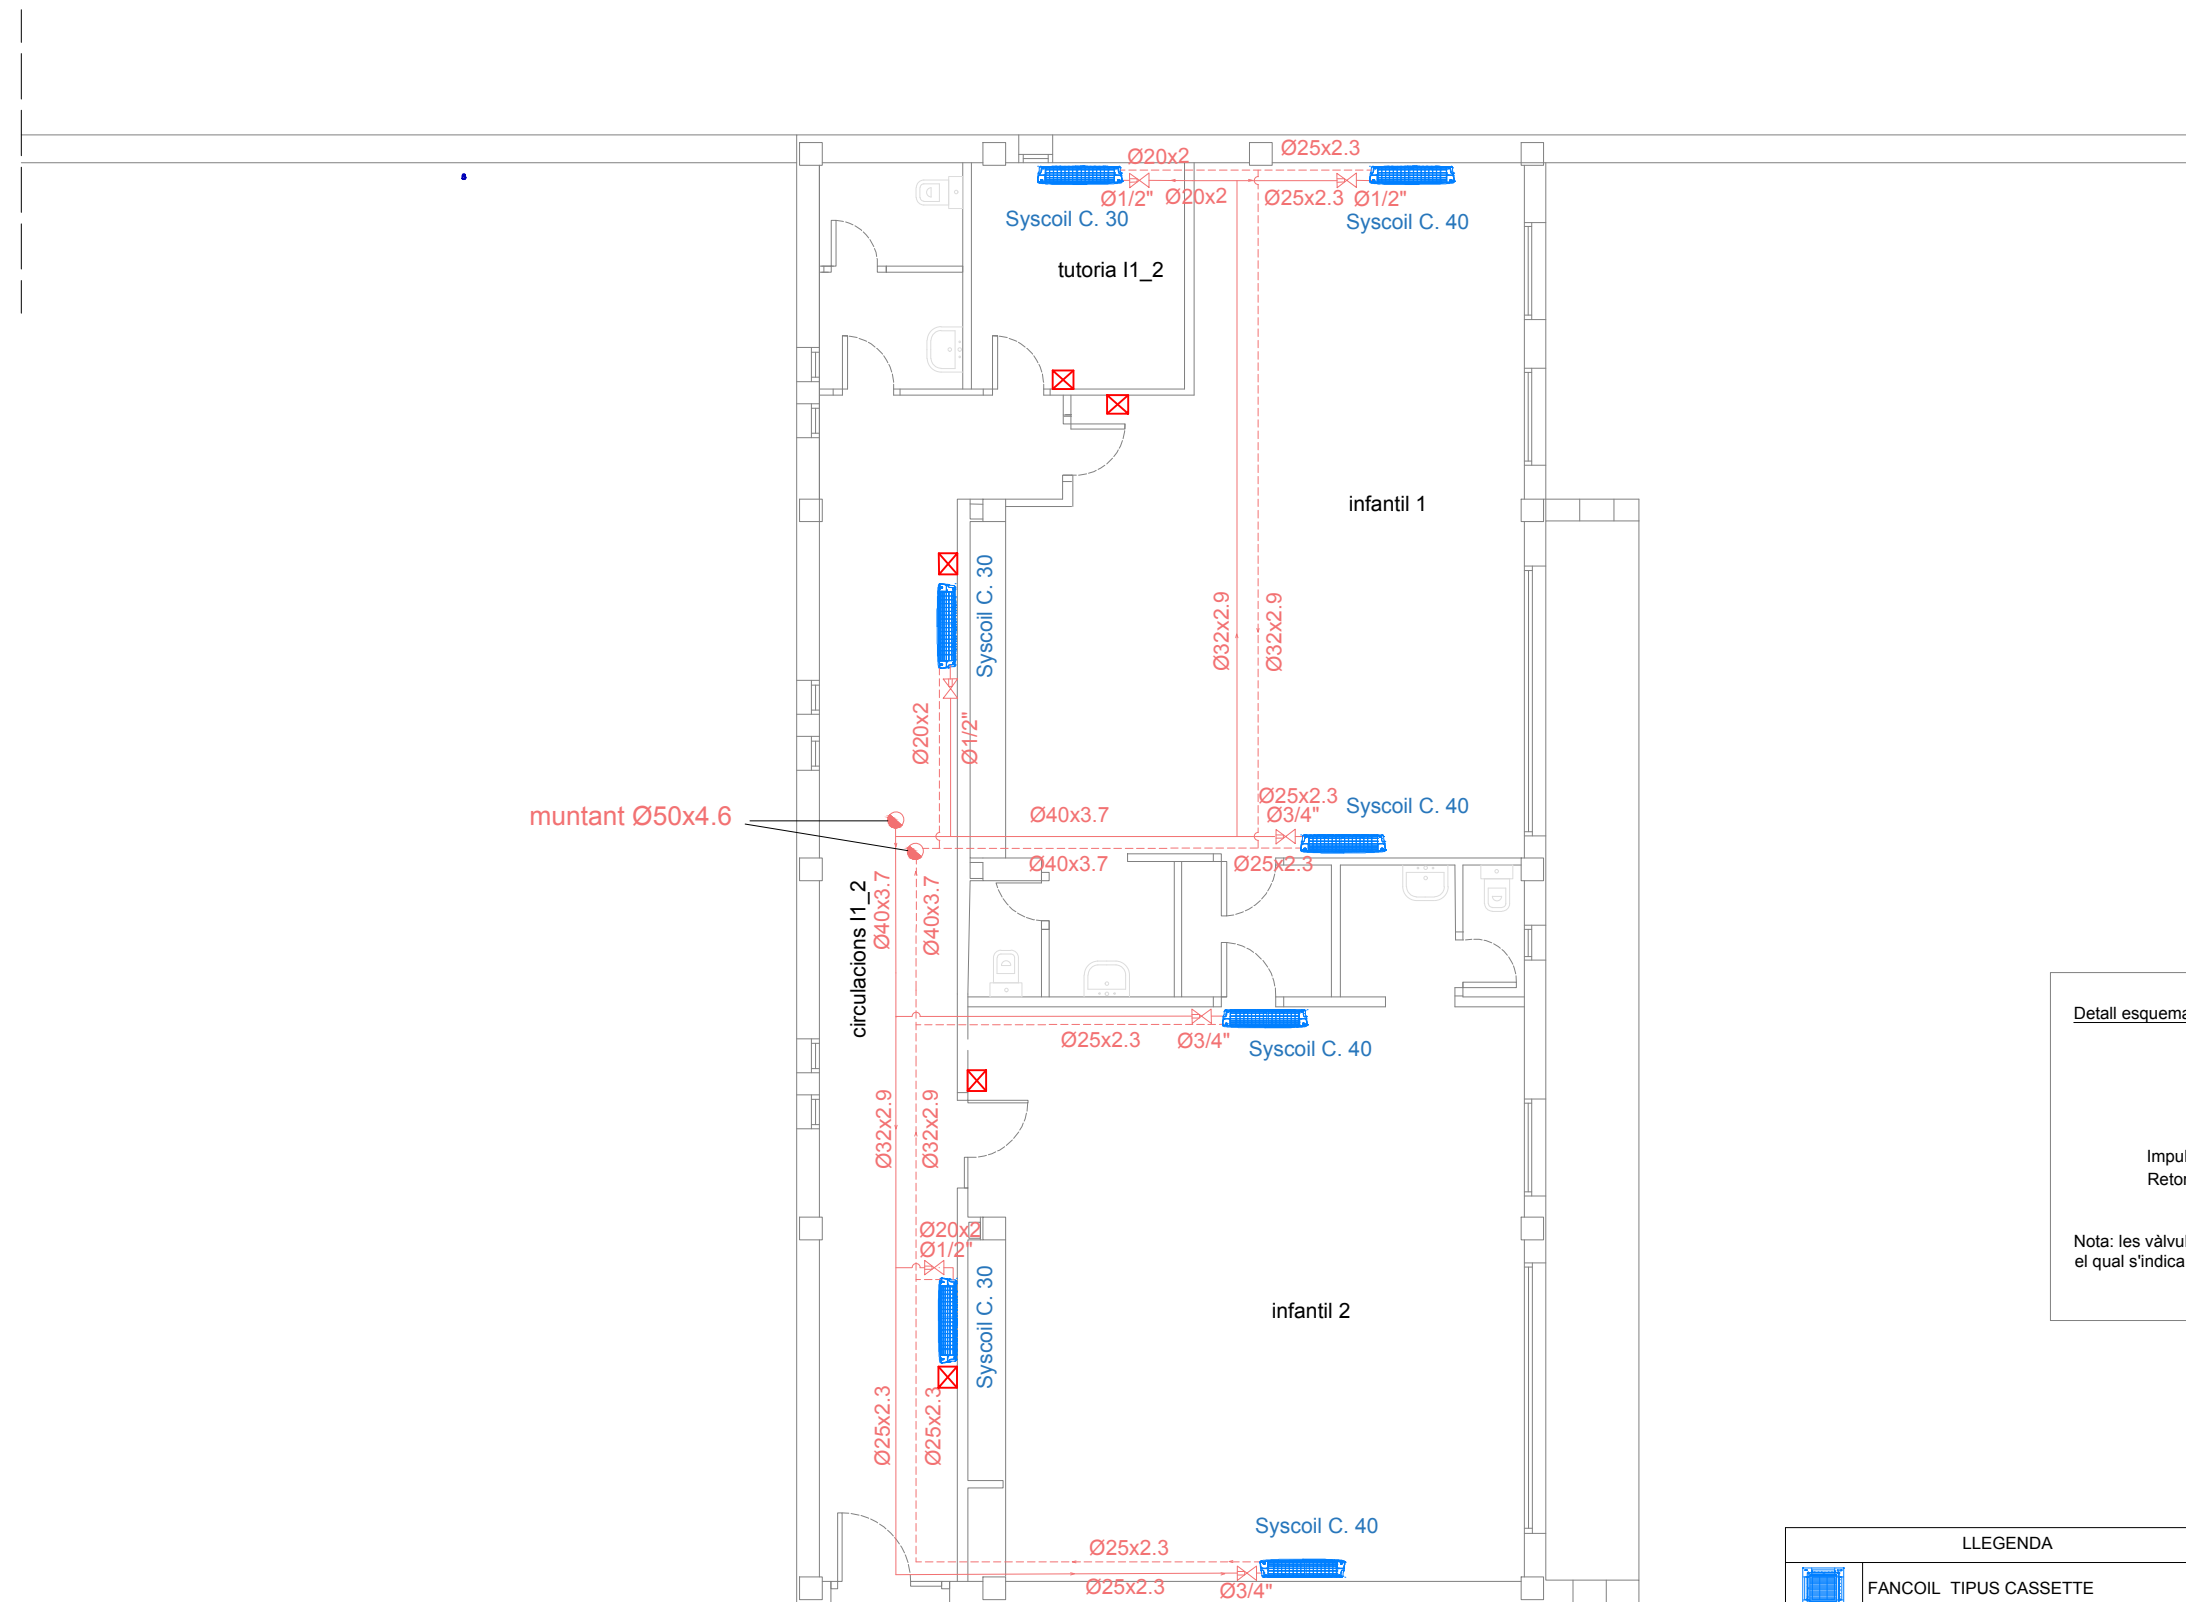 Ø20x2
Ø25x2.3
Ø1/2"
Ø20x2
Ø25x2.3
Ø1/2"
Syscoil C. 30
Syscoil C. 40
tutoria I1_2
infantil 1
Syscoil C. 30
Ø32x2.9
Ø32x2.9
Ø20x2
Ø1/2"
muntant Ø50x4.6
Ø40x3.7
Ø25x2.3
Ø3/4"
Syscoil C. 40
Ø40x3.7
Ø25x2.3
circulacions I1_2
Ø40x3.7
Ø40x3.7
Ø25x2.3
Ø3/4"
Syscoil C. 40
Detall esquema
Ø32x2.9
Ø32x2.9
Impul
Retor
Ø20x2
Ø1/2"
Nota: les vàlvul
el qual s'indica
Syscoil C. 30
infantil 2
Ø25x2.3
Ø25x2.3
Syscoil C. 40
Ø25x2.3
Ø25x2.3
Ø3/4"
LLEGENDA
FANCOIL TIPUS CASSETTE